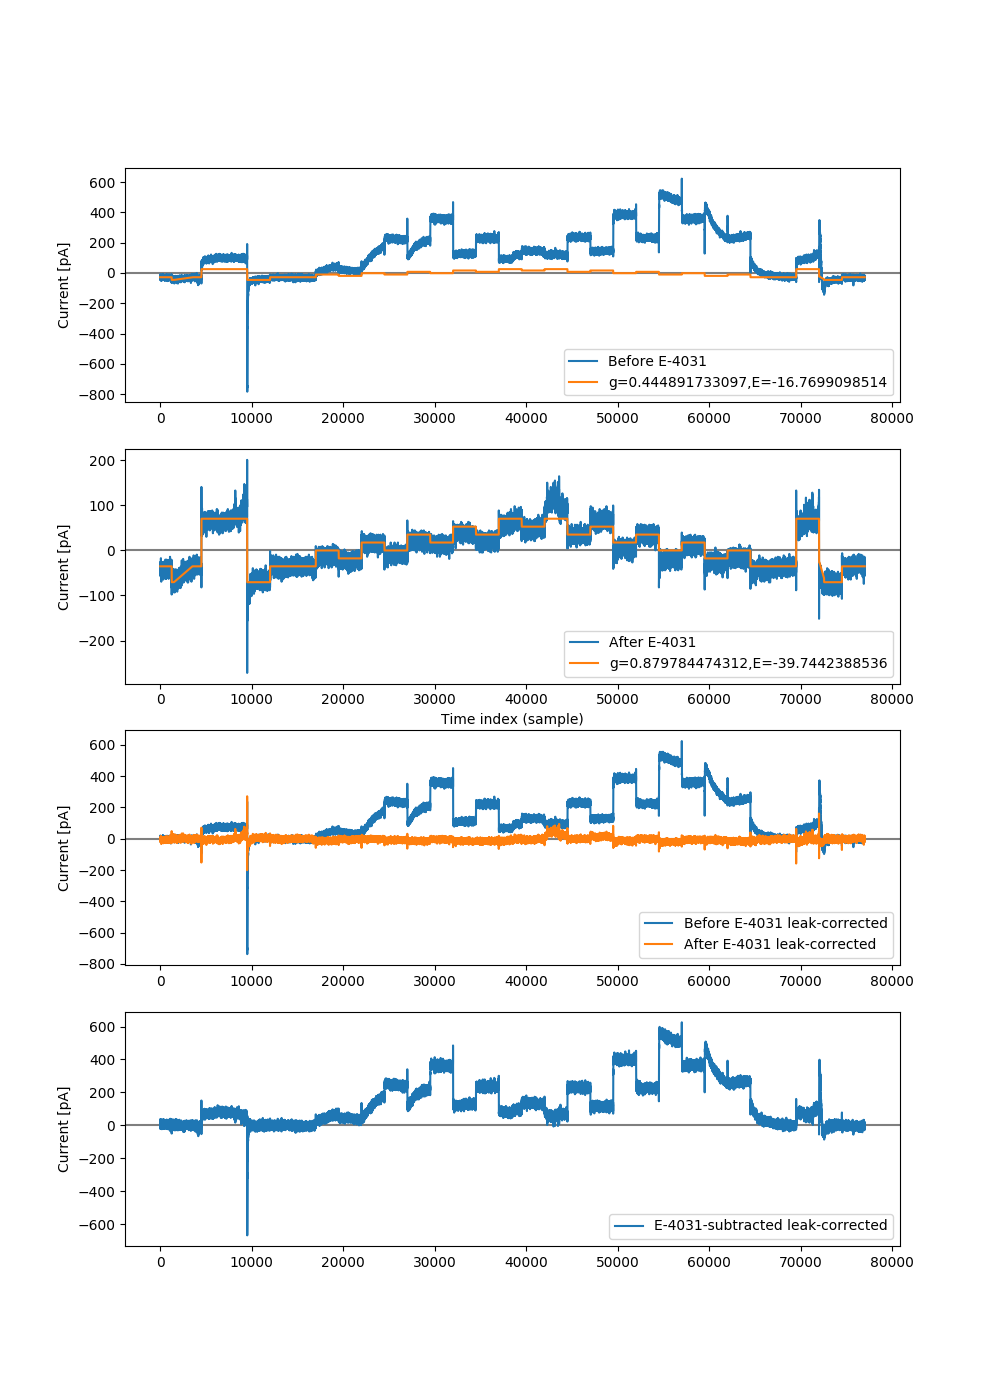 600
400
200
0
−200
−400
−600
−800
Current [pA]
Before E-4031
g=0.444891733097,E=-16.7699098514
0 10000 20000 30000 40000 50000 60000 70000 80000
200
100
0
−100
−200
Current [pA]
After E-4031
g=0.879784474312,E=-39.7442388536
0 10000 20000 30000 40000 50000 60000 70000 80000
Time index (sample)
600
400
200
0
−200
−400
−600
−800
Current [pA]
Before E-4031 leak-corrected
After E-4031 leak-corrected
0 10000 20000 30000 40000 50000 60000 70000 80000
600
400
200
0
−200
−400
−600
Current [pA]
E-4031-subtracted leak-corrected
0 10000 20000 30000 40000 50000 60000 70000 80000